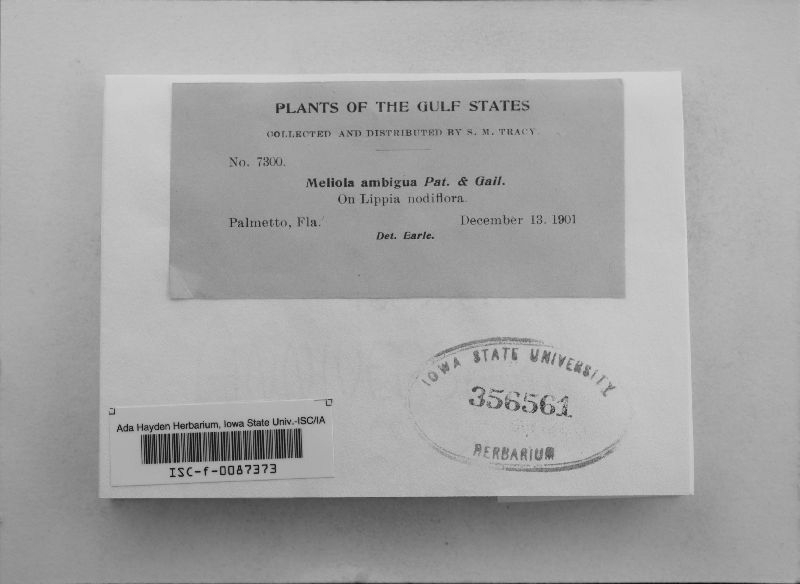 PLANTS OF THE GULF STATES
COLLECTED AND DISTRIBUTED BY S. M. TRACY.
No. 7300.
Meliola ambigua Pat. & Gail.
On Lippia nodiflora.
Palmetto, Fla. December 13. 1901
Det. Earle.
IOWA STATE UNIVERSITY
356561
HERBARIUM
Ada Hayden Herbarium, Iowa State Univ.-ISC/IA
ISC-f-0087373